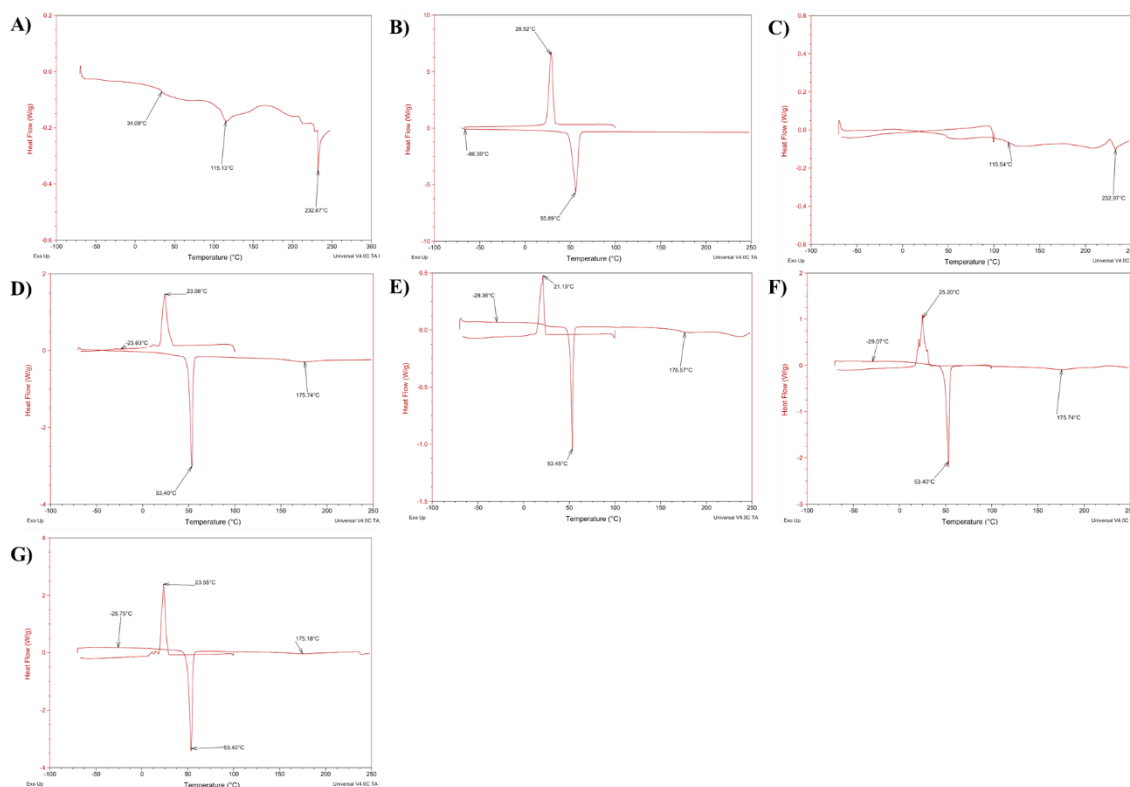 A)
0.2
0.0
-0.2
-0.4
-0.6
Heat Flow (W/g)
34.09°C
115.13°C
232.67°C
-100
-50
0
50
100
150
200
250
300
Exo Up
Temperature (°C)
Universal V4.0C TA I
B)
10
5
0
-5
-10
Heat Flow (W/g)
28.52°C
-66.30°C
55.89°C
-100
-50
0
50
100
150
200
250
Exo Up
Temperature (°C)
Universal V4.0C TA
C)
0.6
0.4
0.2
0.0
-0.2
-0.4
-0.6
Heat Flow (W/g)
115.54°C
232.97°C
-100
-50
0
50
100
150
200
250
Exo Up
Temperature (°C)
Universal V4.0C TA
D)
2
0
-2
-4
Heat Flow (W/g)
23.96°C
-23.63°C
175.74°C
53.40°C
-100
-50
0
50
100
150
200
250
Exo Up
Temperature (°C)
Universal V4.0C TA
E)
0.5
0.0
-0.5
-1.0
-1.5
Heat Flow (W/g)
21.13°C
-29.36°C
176.57°C
53.45°C
-100
-50
0
50
100
150
200
250
Exo Up
Temperature (°C)
Universal V4.0C TA
F)
2
1
0
-1
-2
-3
Heat Flow (W/g)
25.20°C
-29.07°C
175.74°C
53.40°C
-100
-50
0
50
100
150
200
250
Exo Up
Temperature (°C)
Universal V4.0C TA
G)
4
2
0
-2
-4
Heat Flow (W/g)
23.55°C
-25.75°C
175.18°C
53.40°C
-100
-50
0
50
100
150
200
250
Exo Up
Temperature (°C)
Universal V4.0C TA